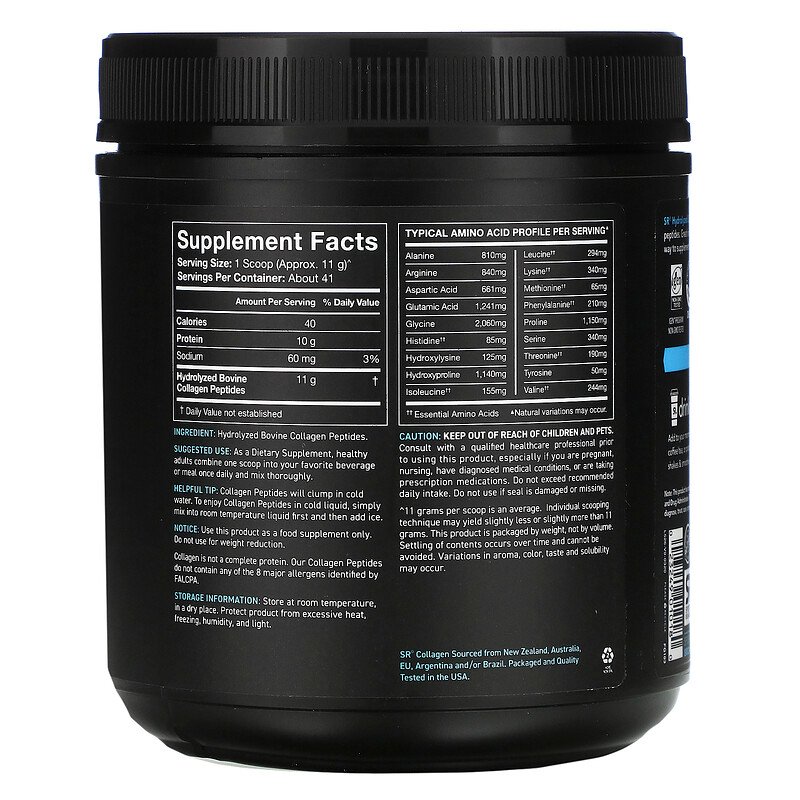 Supplement Facts
Serving Size: 1 Scoop (Approx. 11 g)^
Servings Per Container: About 41
Amount Per Serving % Daily Value
Calories 40
Protein 10 g
Sodium 60 mg 3%
Hydrolyzed Bovine 11 g †
Collagen Peptides
† Daily Value not established
INGREDIENT: Hydrolyzed Bovine Collagen Peptides.
SUGGESTED USE: As a Dietary Supplement, healthy
adults combine one scoop into your favorite beverage
or meal once daily and mix thoroughly.
HELPFUL TIP: Collagen Peptides will clump in cold
water. To enjoy Collagen Peptides in cold liquid, simply
mix into room temperature liquid first and then add ice.
NOTICE: Use this product as a food supplement only.
Do not use for weight reduction.
Collagen is not a complete protein. Our Collagen Peptides
do not contain any of the 8 major allergens identified by
FALCPA.
STORAGE INFORMATION: Store at room temperature,
in a dry place. Protect product from excessive heat,
freezing, humidity, and light.
TYPICAL AMINO ACID PROFILE PER SERVING▲
Alanine 810mg Leucine†† 294mg
Arginine 840mg Lysine†† 340mg
Aspartic Acid 661mg Methionine†† 65mg
Glutamic Acid 1,241mg Phenylalanine†† 210mg
Glycine 2,060mg Proline 1,150mg
Histidine†† 85mg Serine 340mg
Hydroxylysine 125mg Threonine†† 190mg
Hydroxyproline 1,140mg Tyrosine 50mg
Isoleucine†† 155mg Valine†† 244mg
†† Essential Amino Acids ▲Natural variations may occur.
CAUTION: KEEP OUT OF REACH OF CHILDREN AND PETS.
Consult with a qualified healthcare professional prior
to using this product, especially if you are pregnant,
nursing, have diagnosed medical conditions, or are taking
prescription medications. Do not exceed recommended
daily intake. Do not use if seal is damaged or missing.
^11 grams per scoop is an average. Individual scooping
technique may yield slightly less or slightly more than 11
grams. This product is packaged by weight, not by volume.
Settling of contents occurs over time and cannot be
avoided. Variations in aroma, color, taste and solubility
may occur.
SR® Collagen Sourced from New Zealand, Australia,
EU, Argentina and/or Brazil. Packaged and Quality
Tested in the USA.